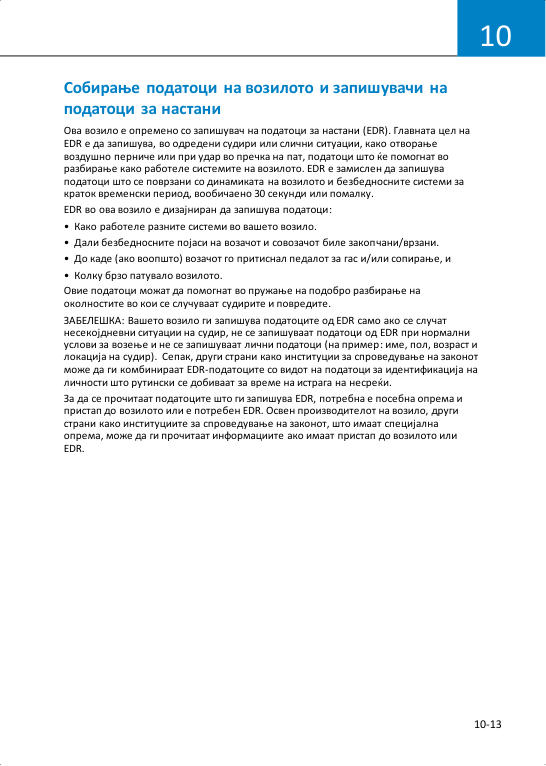 10
Собирање податоци на возилото и запишувачи на
податоци за настани
Ова возило е опремено со запишувач на податоци за настани (EDR). Главната цел на
EDR е да запишува, во одредени судири или слични ситуации, како отворање
воздушно перниче или при удар во пречка на пат, податоци што ќе помогнат во
разбирање како работеле системите на возилото. EDR е замислен да запишува
податоци што се поврзани со динамиката на возилото и безбедносните системи за
краток временски период, вообичаено 30 секунди или помалку.
EDR во ова возило е дизајниран да запишува податоци:
• Како работеле разните системи во вашето возило.
• Дали безбедносните појаси на возачот и совозачот биле закопчани/врзани.
• До каде (ако воопшто) возачот го притиснал педалот за гас и/или сопирање, и
• Колку брзо патувало возилото.
Овие податоци можат да помогнат во пружање на подобро разбирање на
околностите во кои се случуваат судирите и повредите.
ЗАБЕЛЕШКА: Вашето возило ги запишува податоците од EDR само ако се случат
несекојдневни ситуации на судир, не се запишуваат податоци од EDR при нормални
услови за возење и не се запишуваат лични податоци (на пример: име, пол, возраст и
локација на судир). Сепак, други страни како институции за спроведување на законот
може да ги комбинираат EDR-податоците со видот на податоци за идентификација на
личности што рутински се добиваат за време на истрага на несреќи.
За да се прочитаат податоците што ги запишува EDR, потребна е посебна опрема и
пристап до возилото или е потребен EDR. Освен производителот на возило, други
страни како институциите за спроведување на законот, што имаат специјална
опрема, може да ги прочитаат информациите ако имаат пристап до возилото или
EDR.
10-13